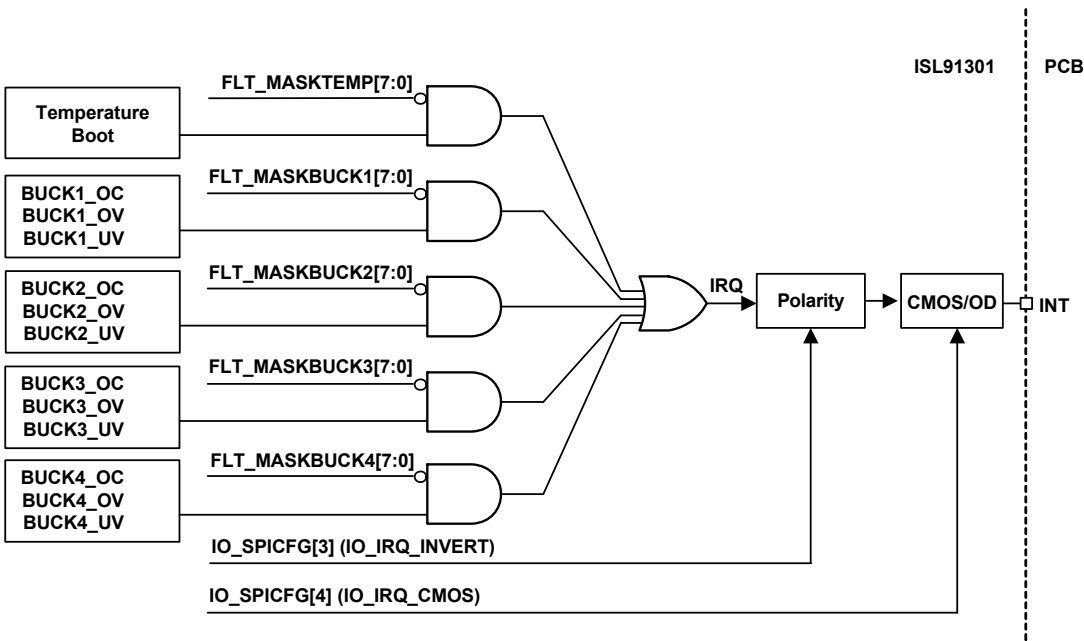 ISL91301
PCB
FLT_MASKTEMP[7:0]
Temperature
Boot
FLT_MASKBUCK1[7:0]
BUCK1_OC
BUCK1_OV
BUCK1_UV
FLT_MASKBUCK2[7:0]
BUCK2_OC
BUCK2_OV
BUCK2_UV
IRQ
Polarity
CMOS/OD
INT
FLT_MASKBUCK3[7:0]
BUCK3_OC
BUCK3_OV
BUCK3_UV
FLT_MASKBUCK4[7:0]
BUCK4_OC
BUCK4_OV
BUCK4_UV
IO_SPICFG[3] (IO_IRQ_INVERT)
IO_SPICFG[4] (IO_IRQ_CMOS)